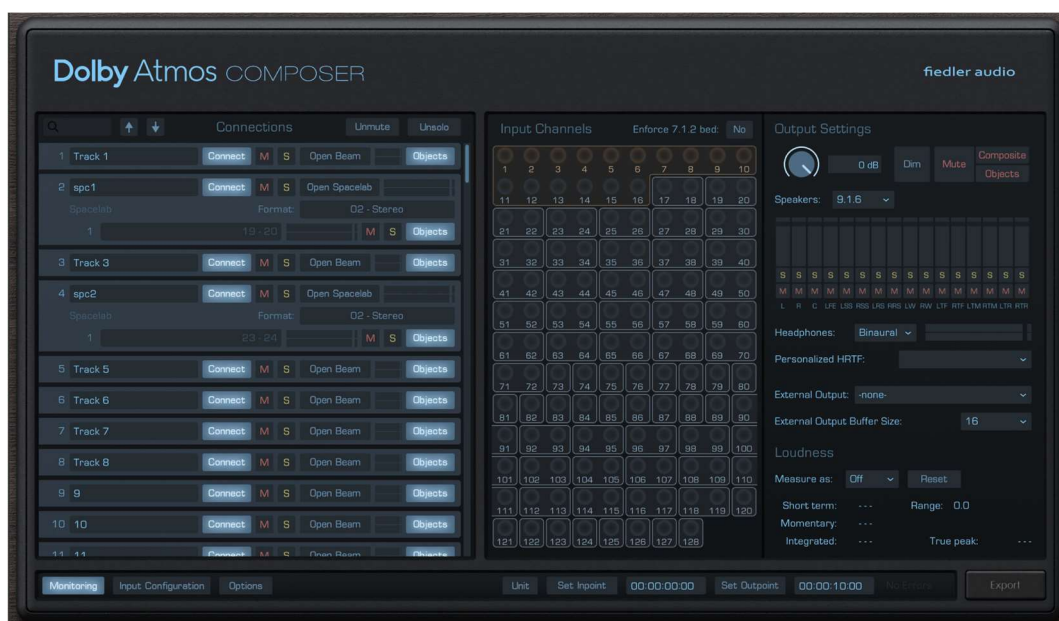 Dolby Atmos COMPOSER
fiedler audio
Connections Unmute Unsolo
1 Track 1 Connect M S Open Beam Objects
2 spc1 Connect M S Open Spacelab
Spacelab Format: 02 - Stereo
1 19 - 20 M S Objects
3 Track 3 Connect M S Open Beam Objects
4 spc2 Connect M S Open Spacelab
Spacelab Format: 02 - Stereo
1 23 - 24 M S Objects
5 Track 5 Connect M S Open Beam Objects
6 Track 6 Connect M S Open Beam Objects
7 Track 7 Connect M S Open Beam Objects
8 Track 8 Connect M S Open Beam Objects
9 9 Connect M S Open Beam Objects
10 10 Connect M S Open Beam Objects
11 11 Connect M S Open Beam Objects
Input Channels Enforce 7.1.2 bed: No
1 2 3 4 5 6 7 8 9 10
11 12 13 14 15 16 17 18 19 20
21 22 23 24 25 26 27 28 29 30
31 32 33 34 35 36 37 38 39 40
41 42 43 44 45 46 47 48 49 50
51 52 53 54 55 56 57 58 59 60
61 62 63 64 65 66 67 68 69 70
71 72 73 74 75 76 77 78 79 80
81 82 83 84 85 86 87 88 89 90
91 92 93 94 95 96 97 98 99 100
101 102 103 104 105 106 107 108 109 110
111 112 113 114 115 116 117 118 119 120
121 122 123 124 125 126 127 128
Output Settings
0 dB Dim Mute Composite
Objects
Speakers: 9.1.6
S S S S S S S S S S S S S S S S
M M M M M M M M M M M M M M M M
L R C LFE LSS RSS LRS RRS LW RW LTF RTF LTM RTM LTR RTR
Headphones: Binaural
Personalized HRTF:
External Output: -none-
External Output Buffer Size: 16
Loudness
Measure as: Off Reset
Short term: --- Range: 0.0
Momentary: ---
Integrated: --- True peak: ---
Monitoring Input Configuration Options
Unit Set Inpoint 00:00:00:00 Set Outpoint 00:00:10:00 Export